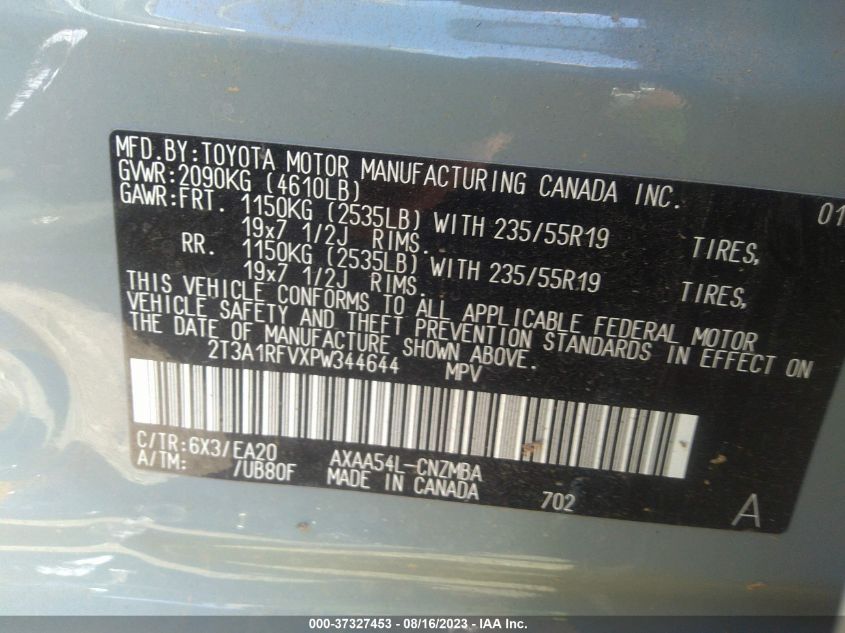 MFD.BY:TOYOTA MOTOR MANUFACTURING CANADA INC. 01
GVWR:2090KG (4610LB)
GAWR:FRT. 1150KG (2535LB) WITH 235/55R19 TIRES,
19x7 1/2J RIMS.
RR. 1150KG (2535LB) WITH 235/55R19 TIRES,
19x7 1/2J RIMS.
THIS VEHICLE CONFORMS TO ALL APPLICABLE FEDERAL MOTOR
VEHICLE SAFETY AND THEFT PREVENTION STANDARDS IN EFFECT ON
THE DATE OF MANUFACTURE SHOWN ABOVE.
2T3A1RFVXPW344644 MPV
C/TR:6X3/EA20 AXAA54L-CNZMBA
A/TM: /UB80F MADE IN CANADA 702 A
000-37327453 - 08/16/2023 - IAA Inc.